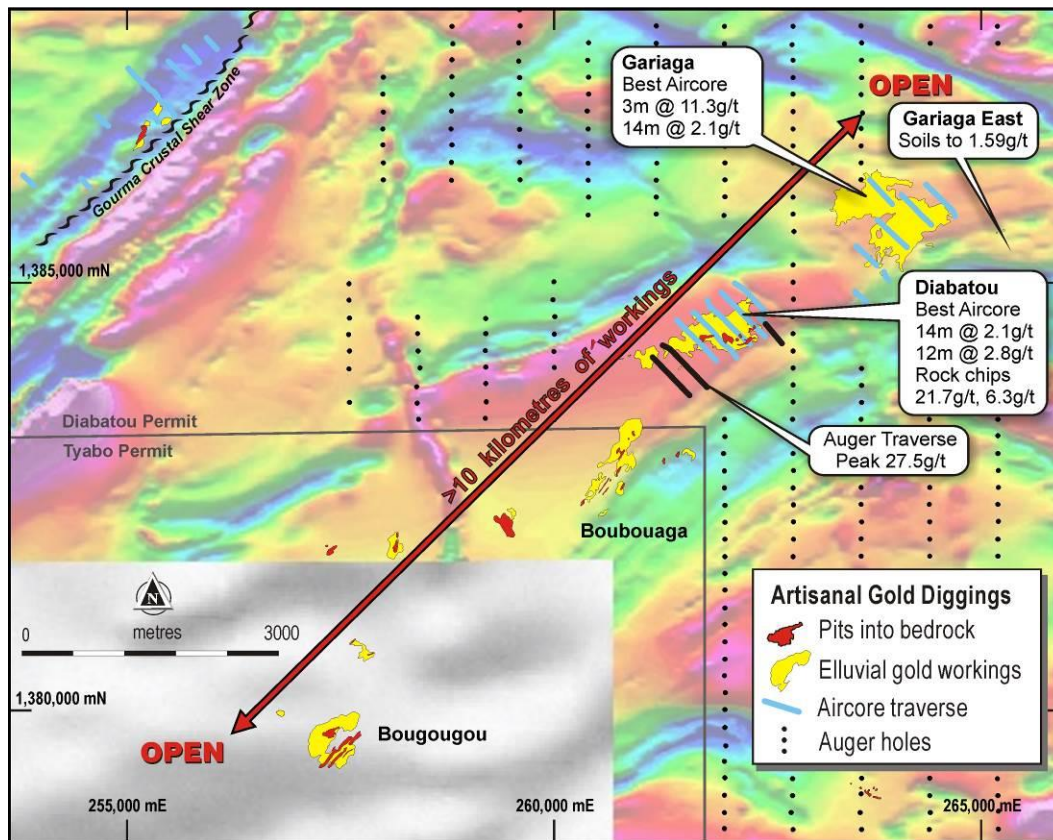 Gourma Crustal Shear Zone
Gariaga
Best Aircore
3m @ 11.3g/t
14m @ 2.1g/t
OPEN
Gariaga East
Soils to 1.59g/t
1,385,000 mN
>10 kilometres of workings
Diabatou
Best Aircore
14m @ 2.1g/t
12m @ 2.8g/t
Rock chips
21.7g/t, 6.3g/t
Diabatou Permit
Tyabo Permit
Auger Traverse
Peak 27.5g/t
Boubouaga
N
0 metres 3000
1,380,000 mN
OPEN
Bougougou
Artisanal Gold Diggings
Pits into bedrock
Elluvial gold workings
Aircore traverse
Auger holes
255,000 mE
260,000 mE
265,000 mE